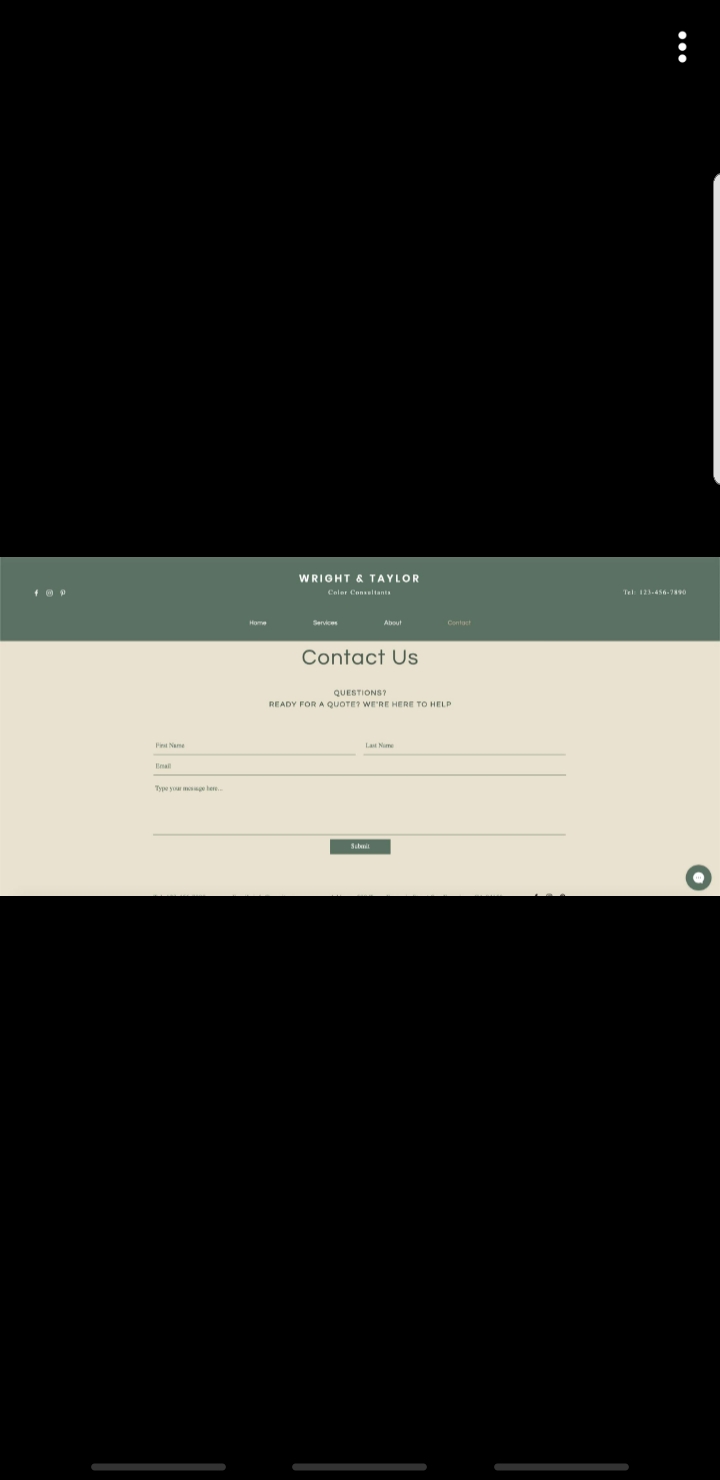 WRIGHT & TAYLOR
Color Consultants
Tel: 123-456-7890
Home Services About Contact
Contact Us
QUESTIONS?
READY FOR A QUOTE? WE'RE HERE TO HELP
First Name Last Name
Email
Type your message here...
Submit